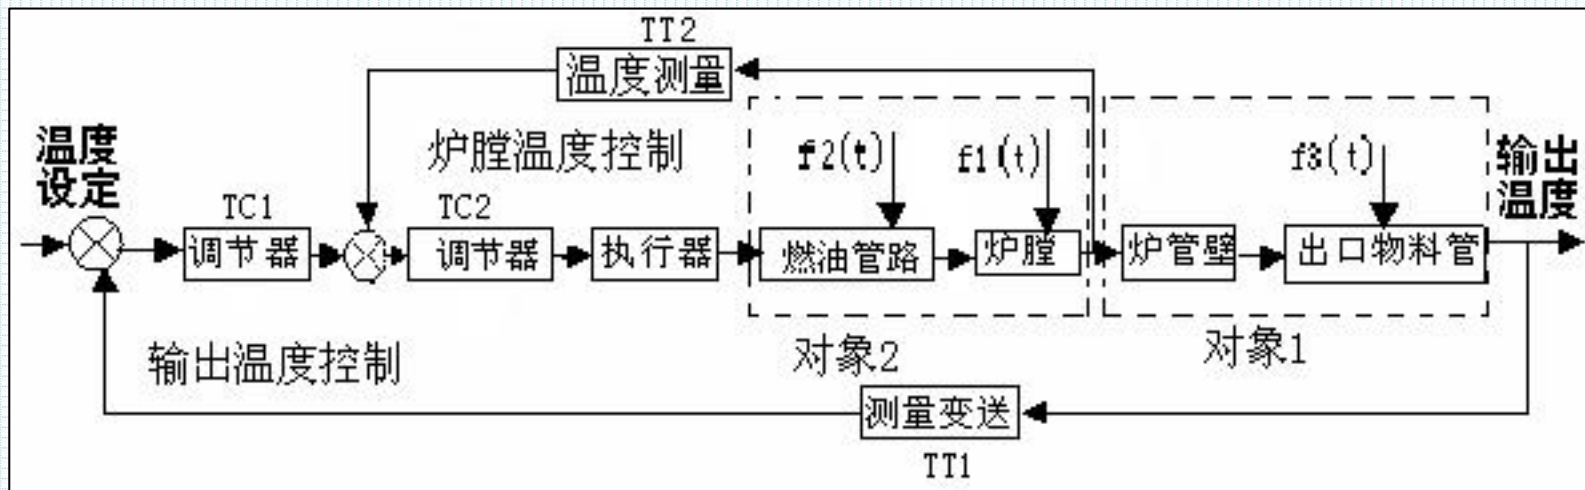 TT2
温度测量
温度
设定
炉膛温度控制
f2(t)
f1(t)
f3(t)
输出
温度
TC1
调节器
TC2
调节器
执行器
燃油管路
炉膛
炉管壁
出口物料管
输出温度控制
对象2
对象1
测量变送
TT1